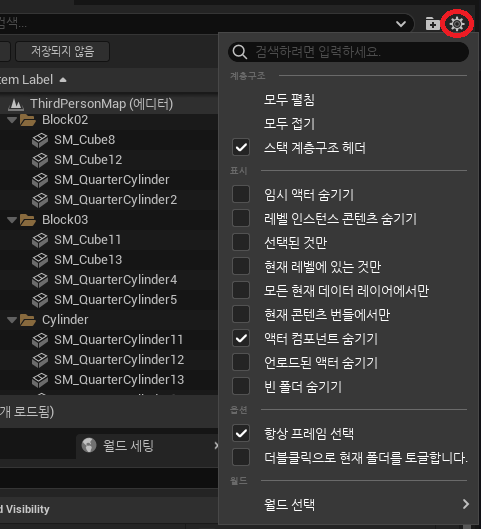 검색...
저장되지 않음
tem Label
ThirdPersonMap (에디터)
Block02
SM_Cube8
SM_Cube12
SM_QuarterCylinder
SM_QuarterCylinder2
Block03
SM_Cube11
SM_Cube13
SM_QuarterCylinder4
SM_QuarterCylinder5
Cylinder
SM_QuarterCylinder11
SM_QuarterCylinder12
SM_QuarterCylinder13
개 로드됨)
월드 세팅
d Visibility
검색하려면 입력하세요.
계층구조
모두 펼침
모두 접기
스택 계층구조 헤더
표시
임시 액터 숨기기
레벨 인스턴스 콘텐츠 숨기기
선택된 것만
현재 레벨에 있는 것만
모든 현재 데이터 레이어에서만
현재 콘텐츠 번들에서만
액터 컴포넌트 숨기기
언로드된 액터 숨기기
빈 폴더 숨기기
옵션
항상 프레임 선택
더블클릭으로 현재 폴더를 토글합니다.
월드
월드 선택